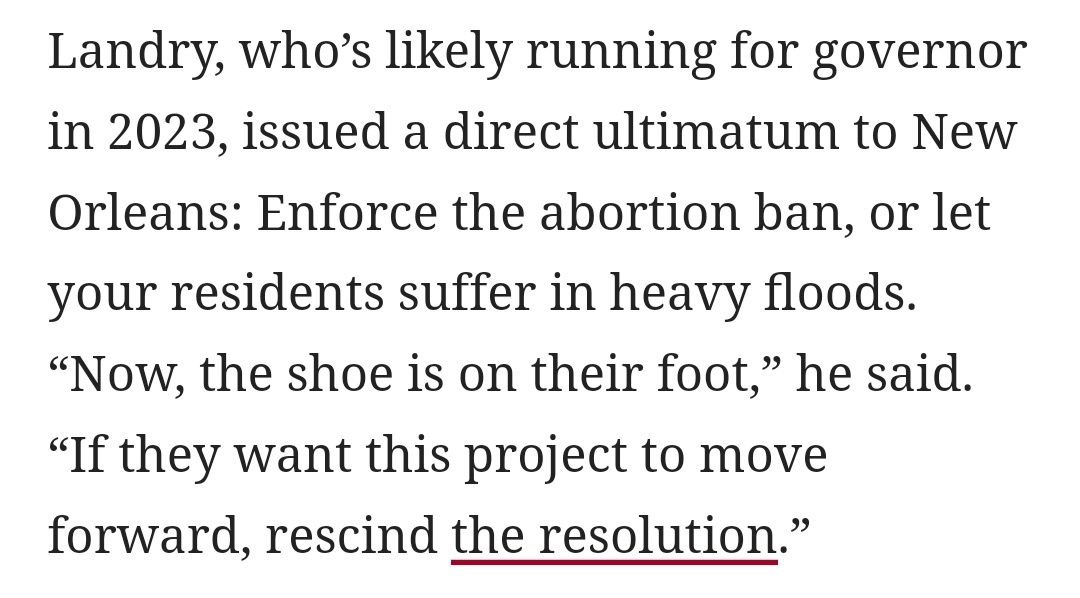 Landry, who’s likely running for governor
in 2023, issued a direct ultimatum to New
Orleans: Enforce the abortion ban, or let
your residents suffer in heavy floods.
“Now, the shoe is on their foot,” he said.
“If they want this project to move
forward, rescind the resolution.”